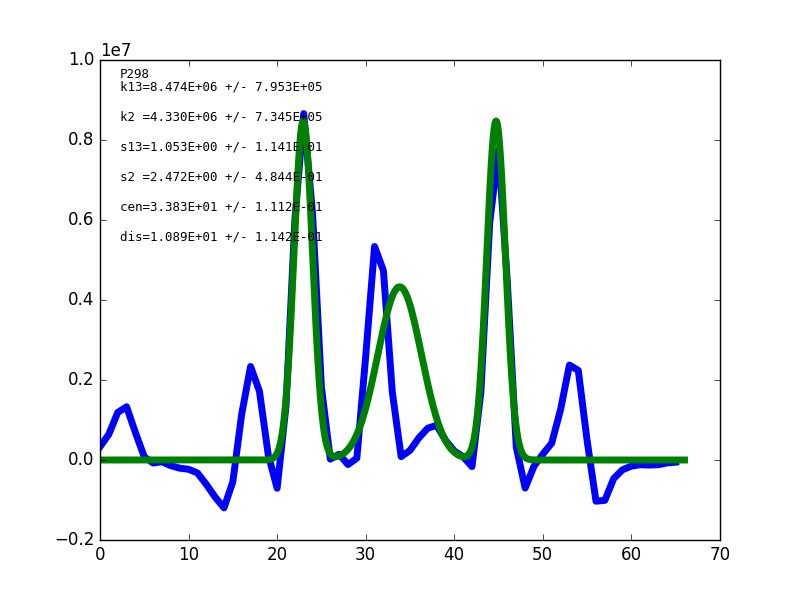 1e7
P298
k13=8.474E+06 +/- 7.953E+05
k2 =4.330E+06 +/- 7.345E+05
s13=1.053E+00 +/- 1.141E-01
s2 =2.472E+00 +/- 4.844E-01
cen=3.383E+01 +/- 1.112E-01
dis=1.089E+01 +/- 1.142E-01
1.0
0.8
0.6
0.4
0.2
0.0
−0.2
0 10 20 30 40 50 60 70